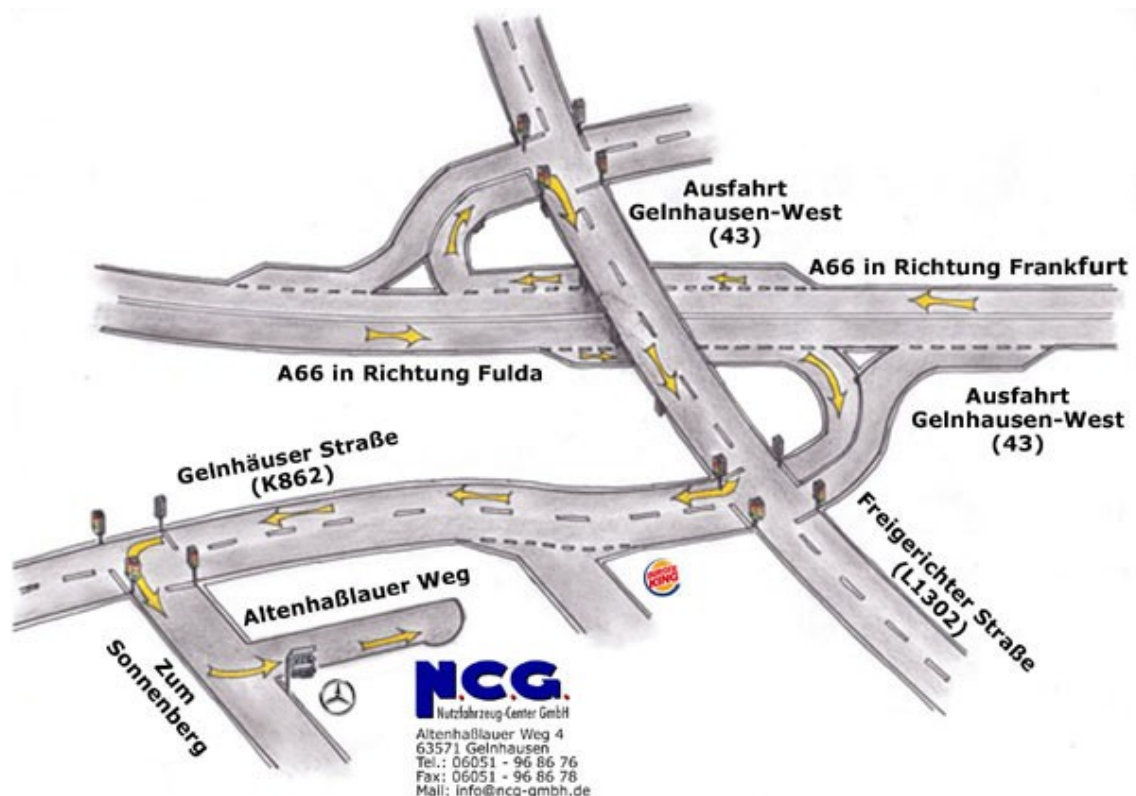 Ausfahrt
Gelnhausen-West
(43)
A66 in Richtung Frankfurt
A66 in Richtung Fulda
Ausfahrt
Gelnhausen-West
(43)
Gelnhäuser Straße
(K862)
BURGER
KING
Freigerichter Straße
(L1302)
Altenhaßlauer Weg
Zum
Sonnenberg
N.C.G.
Nutzfahrzeug-Center GmbH
Altenhaßlauer Weg 4
63571 Gelnhausen
Tel.: 06051 - 96 86 76
Fax: 06051 - 96 86 78
Mail: info@ncg-gmbh.de